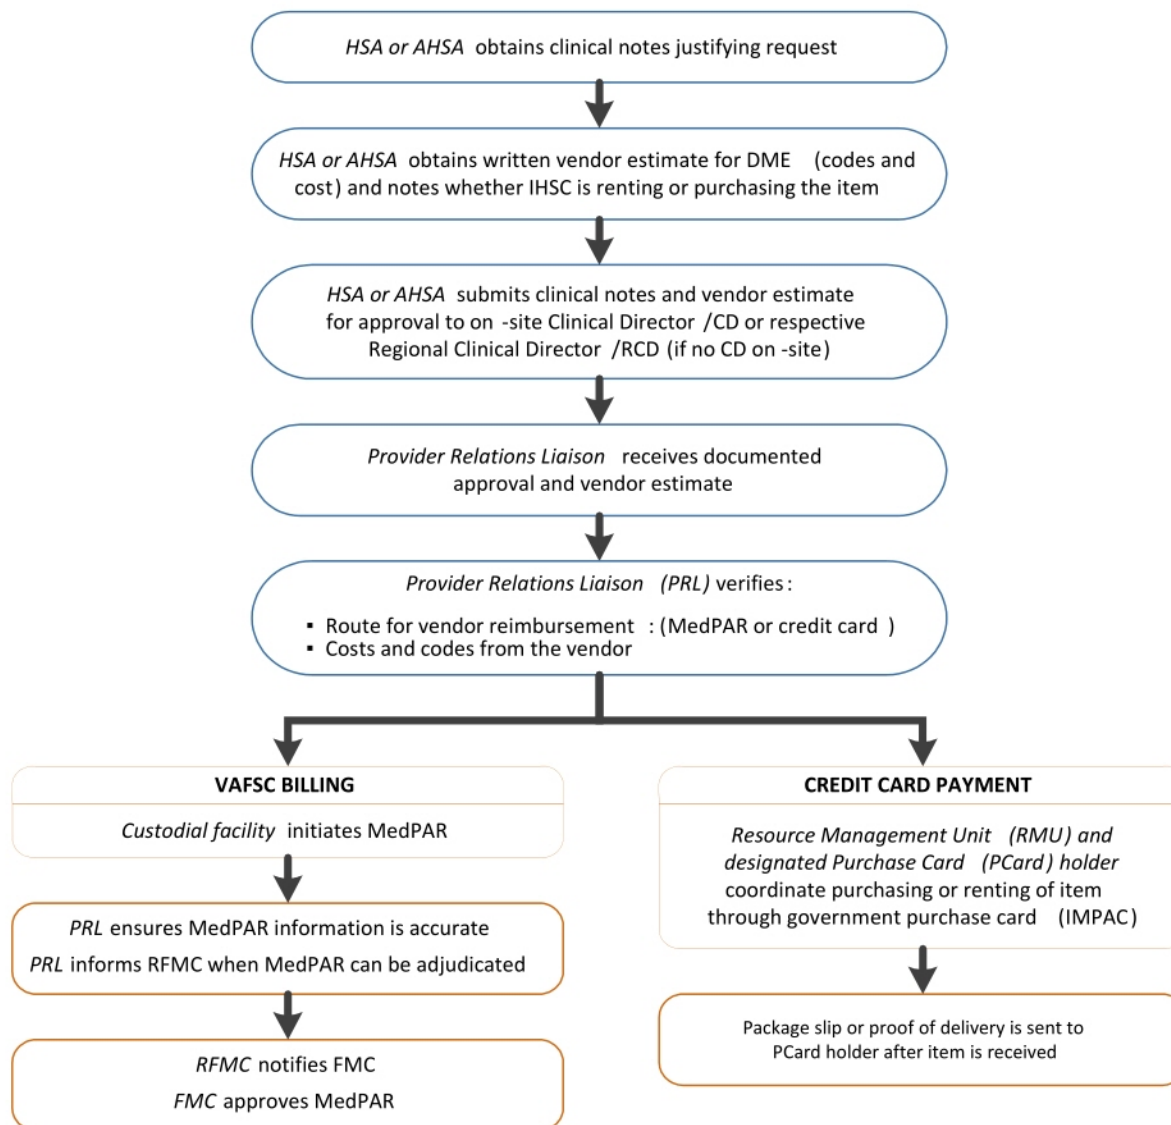 HSA or AHSA obtains clinical notes justifying request
HSA or AHSA obtains written vendor estimate for DME (codes and
cost) and notes whether IHSC is renting or purchasing the item
HSA or AHSA submits clinical notes and vendor estimate
for approval to on -site Clinical Director /CD or respective
Regional Clinical Director /RCD (if no CD on -site)
Provider Relations Liaison receives documented
approval and vendor estimate
Provider Relations Liaison (PRL) verifies :
▪ Route for vendor reimbursement : (MedPAR or credit card )
▪ Costs and codes from the vendor
VAFSC BILLING
Custodial facility initiates MedPAR
PRL ensures MedPAR information is accurate
PRL informs RFMC when MedPAR can be adjudicated
RFMC notifies FMC
FMC approves MedPAR
CREDIT CARD PAYMENT
Resource Management Unit (RMU) and
designated Purchase Card (PCard) holder
coordinate purchasing or renting of item
through government purchase card (IMPAC)
Package slip or proof of delivery is sent to
PCard holder after item is received